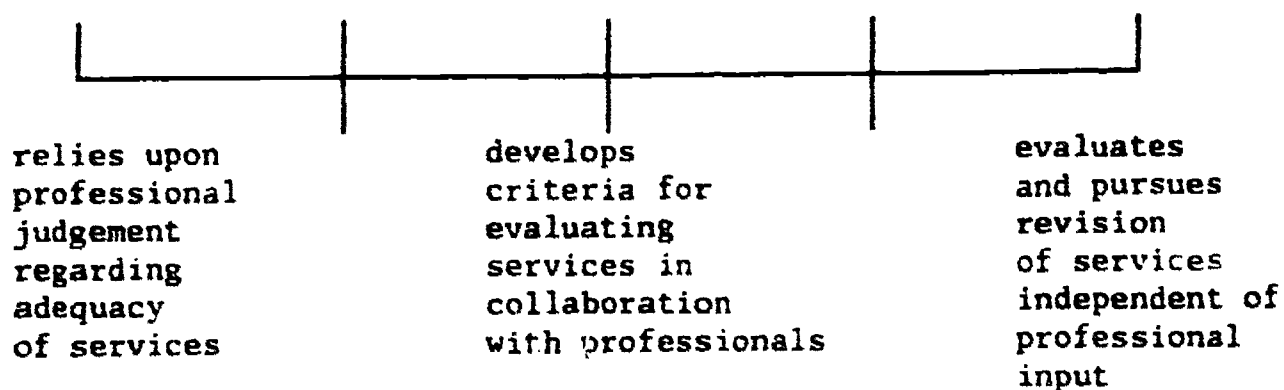 relies upon
professional
judgement
regarding
adequacy
of services
develops
criteria for
evaluating
services in
collaboration
with professionals
evaluates
and pursues
revision
of services
independent of
professional
input